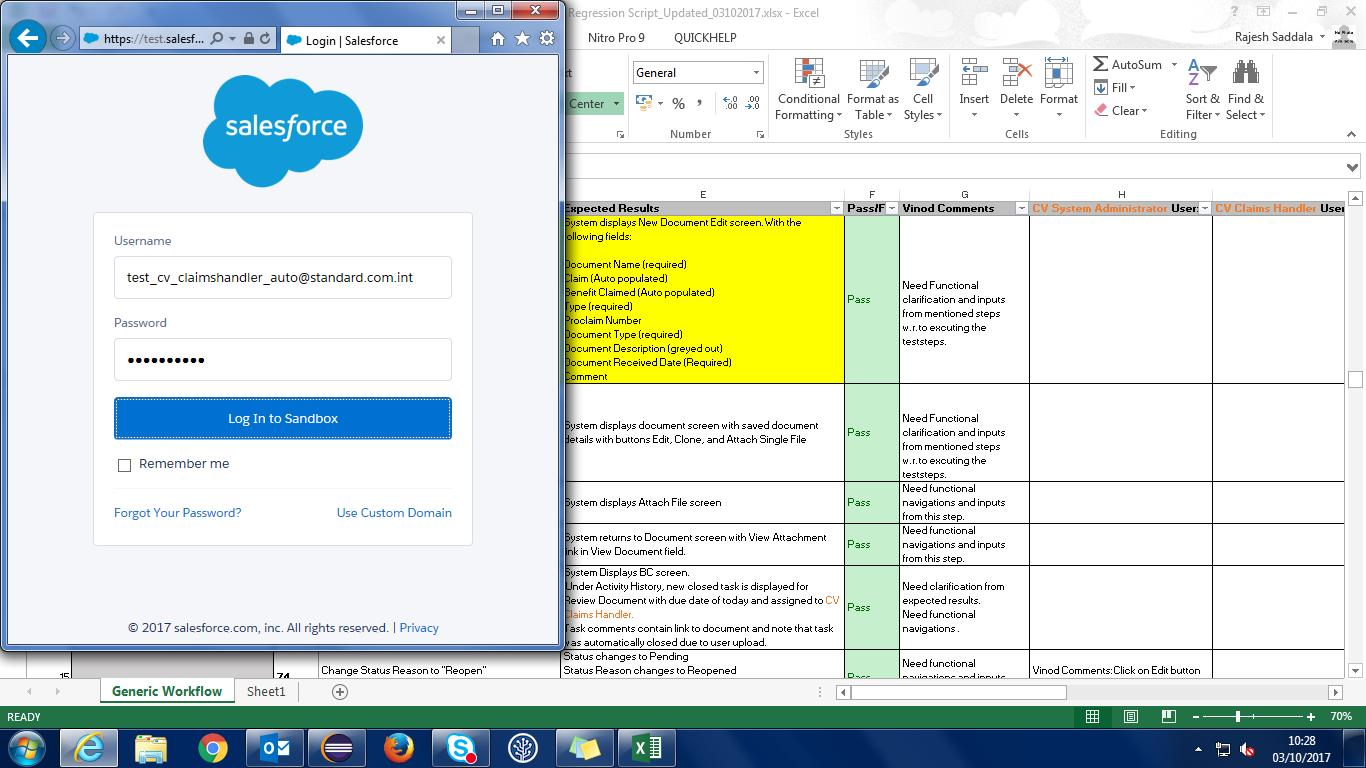 Regression Script_Updated_03102017.xlsx - Excel
https://test.salesf...
Login | Salesforce
Nitro Pro 9
QUICKHELP
Rajesh Saddala
General
Center
Number
Conditional
Formatting
Format as
Table
Cell
Styles
Styles
Insert
Delete
Format
Cells
AutoSum
Fill
Clear
Sort &
Filter
Find &
Select
Editing
salesforce
Username
test_cv_claimshandler_auto@standard.com.int
Password
Log In to Sandbox
Remember me
Forgot Your Password?
Use Custom Domain
© 2017 salesforce.com, inc. All rights reserved. | Privacy
E
F
G
H
Expected Results
Pass/F
Vinod Comments
CV System Administrator User:
CV Claims Handler User
System displays New Document Edit screen. With the
following fields:
Document Name (required)
Claim (Auto populated)
Benefit Claimed (Auto populated)
Type (required)
Proclaim Number
Document Type (required)
Document Description (greyed out)
Document Received Date (Required)
Comment
Pass
Need Functional
clarification and inputs
from mentioned steps
w.r.to excuting the
teststeps.
System displays document screen with saved document
details with buttons Edit, Clone, and Attach Single File
Pass
Need Functional
clarification and inputs
from mentioned steps
w.r.to excuting the
teststeps.
System displays Attach File screen
Pass
Need functional
navigations and inputs
from this step.
System returns to Document screen with View Attachment
link in View Document field.
Pass
Need functional
navigations and inputs
from this step.
System Displays BC screen.
Under Activity History, new closed task is displayed for
Review Document with due date of today and assigned to CV
Claims Handler.
Task comments contain link to document and note that task
was automatically closed due to user upload.
Pass
Need clarification from
expected results.
Need functional
navigations .
15
74
Change Status Reason to "Reopen"
Status changes to Pending
Status Reason changes to Reopened
Pass
Need functional
navigations and inputs
Vinod Comments:Click on Edit button
Generic Workflow
Sheet1
READY
70%
10:28
03/10/2017